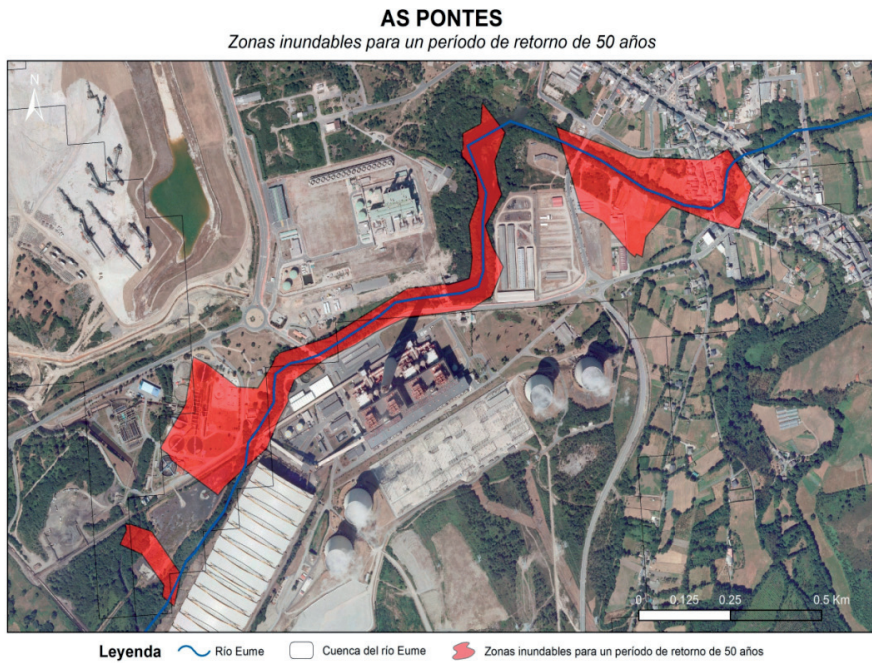 AS PONTES
Zonas inundables para un período de retorno de 50 años
N
0 0.125 0.25 0.5 Km
Leyenda Río Eume Cuenca del río Eume Zonas inundables para un período de retorno de 50 años